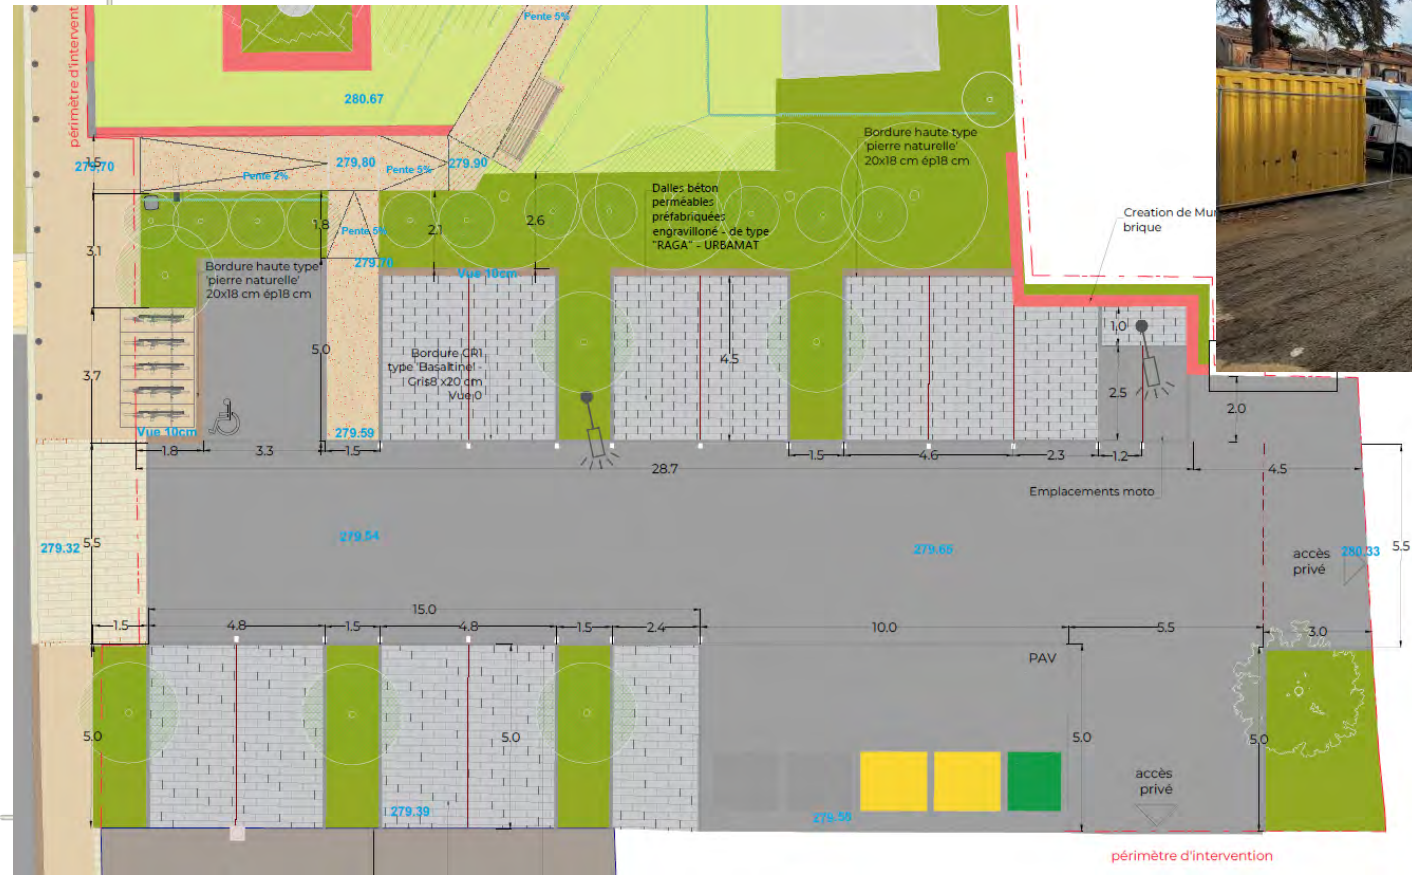 Pente 5%
périmètre d'intervent
280.67
Bordure haute type
'pierre naturelle'
20x18 cm ép18 cm
1.5
279,70
279,80
Pente 5%
279.90
Pente 2%
Dalles béton
perméables
préfabriquées
engravilloné - de type
"RAGA" - URBAMAT
Creation de Mur
brique
1.8
2.1
2.6
Pente 5%
3.1
279.76
Bordure haute type
'pierre naturelle'
20x18 cm ép18 cm
Vue 10cm
1,0
5.0
4.5
Bordure CR1
type 'Basaltine' -
Gris8 x20 cm
Vue 0
3,7
2.5
2.0
Vue 10cm
279.59
1.8
3.3
1.5
1.5
4.6
2.3
1.2
28.7
4.5
Emplacements moto
279.32
5.5
279.54
279.65
accès
privé
280.33
5.5
15.0
1.5
4.8
1.5
4.8
1.5
2.4
10.0
5.5
3.0
PAV
5.0
5.0
5.0
5.0
accès
privé
279.39
279.58
périmètre d'intervention